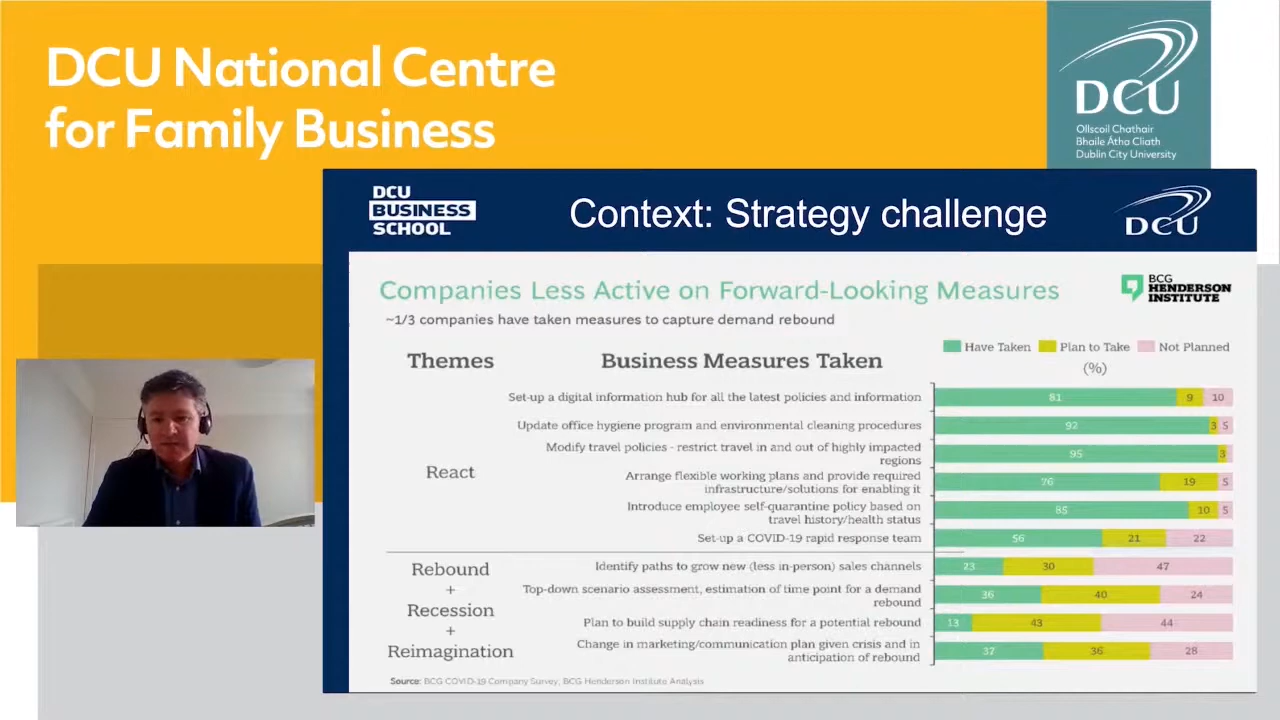 DCU National Centre
for Family Business
DCU
Ollscoil Chathair
Bhaile Átha Cliath
Dublin City University
DCU
BUSINESS
SCHOOL
Context: Strategy challenge
DCU
Companies Less Active on Forward-Looking Measures
BCG
HENDERSON
INSTITUTE
~1/3 companies have taken measures to capture demand rebound
Have Taken Plan to Take Not Planned
(%)
Themes
Business Measures Taken
React
Set-up a digital information hub for all the latest policies and information
81 9 10
Update office hygiene program and environmental cleaning procedures
92 3 5
Modify travel policies - restrict travel in and out of highly impacted
regions
95 3
Arrange flexible working plans and provide required
infrastructure/solutions for enabling it
76 19 5
Introduce employee self-quarantine policy based on
travel history/health status
85 10 5
Set-up a COVID-19 rapid response team
56 21 22
Rebound
+
Recession
+
Reimagination
Identify paths to grow new (less in-person) sales channels
23 30 47
Top-down scenario assessment, estimation of time point for a demand
rebound
36 40 24
Plan to build supply chain readiness for a potential rebound
13 43 44
Change in marketing/communication plan given crisis and in
anticipation of rebound
37 36 28
Source: BCG COVID-19 Company Survey; BCG Henderson Institute Analysis